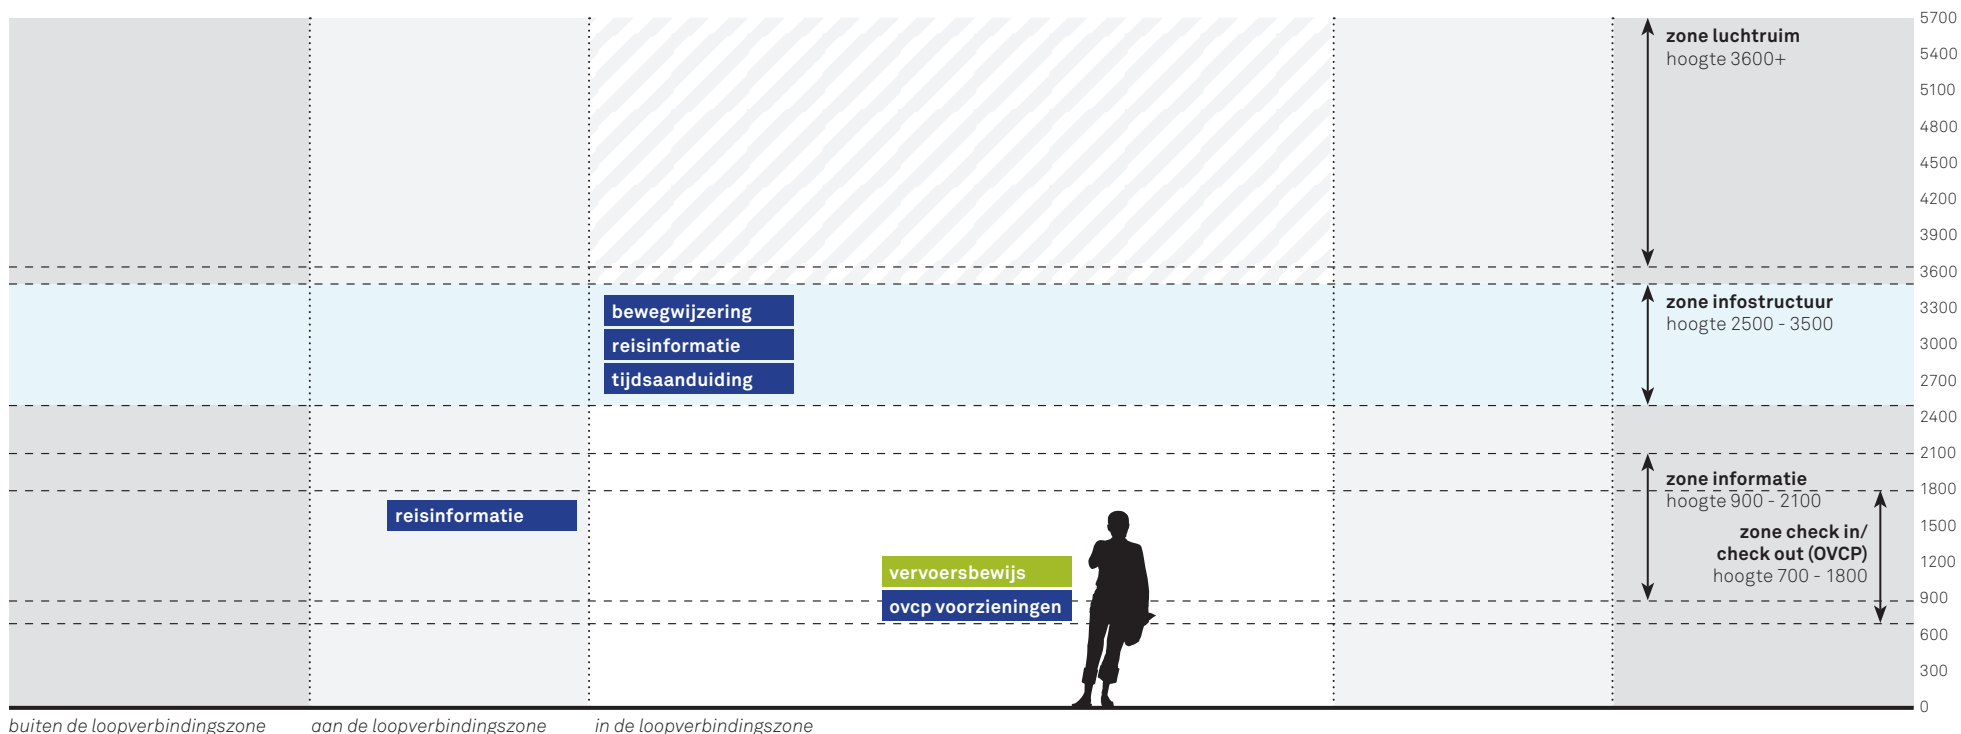 5700
zone luchtruim
hoogte 3600+
5400
5100
4800
4500
4200
3900
3600
zone infostructuur
hoogte 2500 - 3500
3300
3000
2700
2400
bewegwijzering
reisinformatie
tijdsaanduiding
2100
zone informatie
hoogte 900 - 2100
1800
1500
zone check in/
check out (OVCP)
hoogte 700 - 1800
1200
900
600
300
0
reisinformatie
vervoersbewijs
ovcp voorzieningen
buiten de loopverbindingszone
aan de loopverbindingszone
in de loopverbindingszone